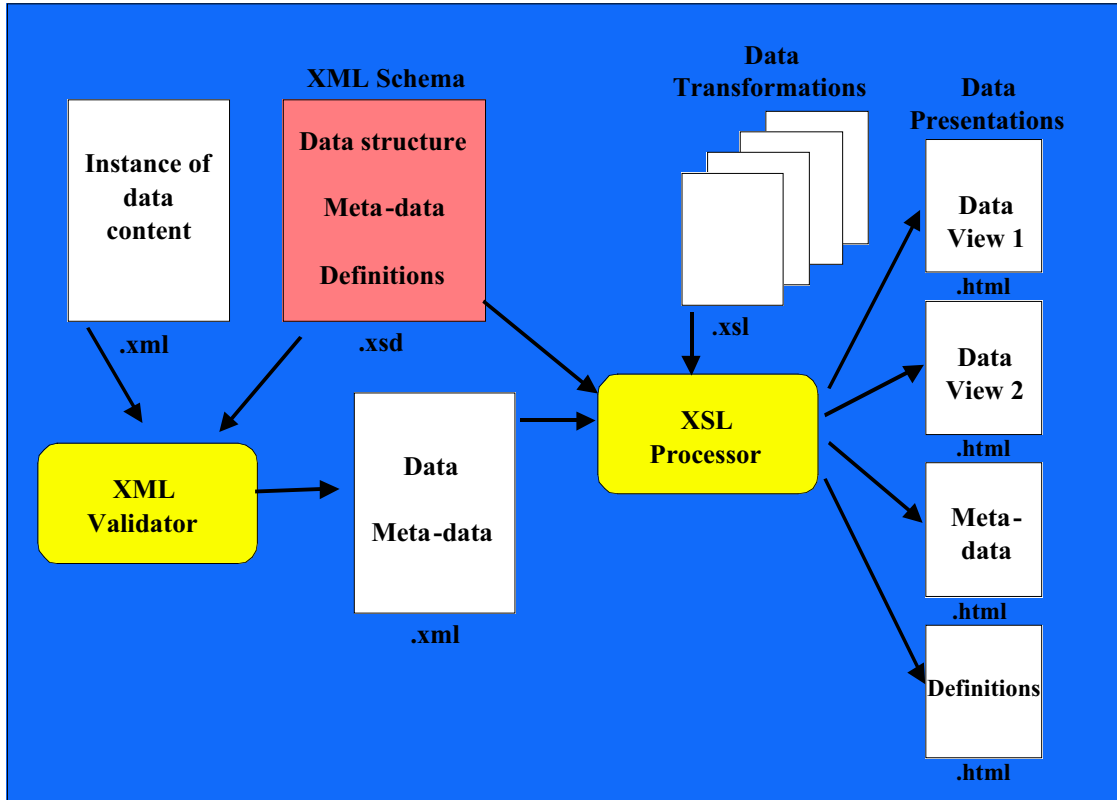 XML Schema
Instance of
data
content
.xml
Data structure
Meta-data
Definitions
.xsd
Data
Transformations
.xsl
Data
Presentations
Data
View 1
.html
Data
View 2
.html
Meta-
data
.html
Definitions
.html
XML
Validator
Data
Meta-data
.xml
XSL
Processor